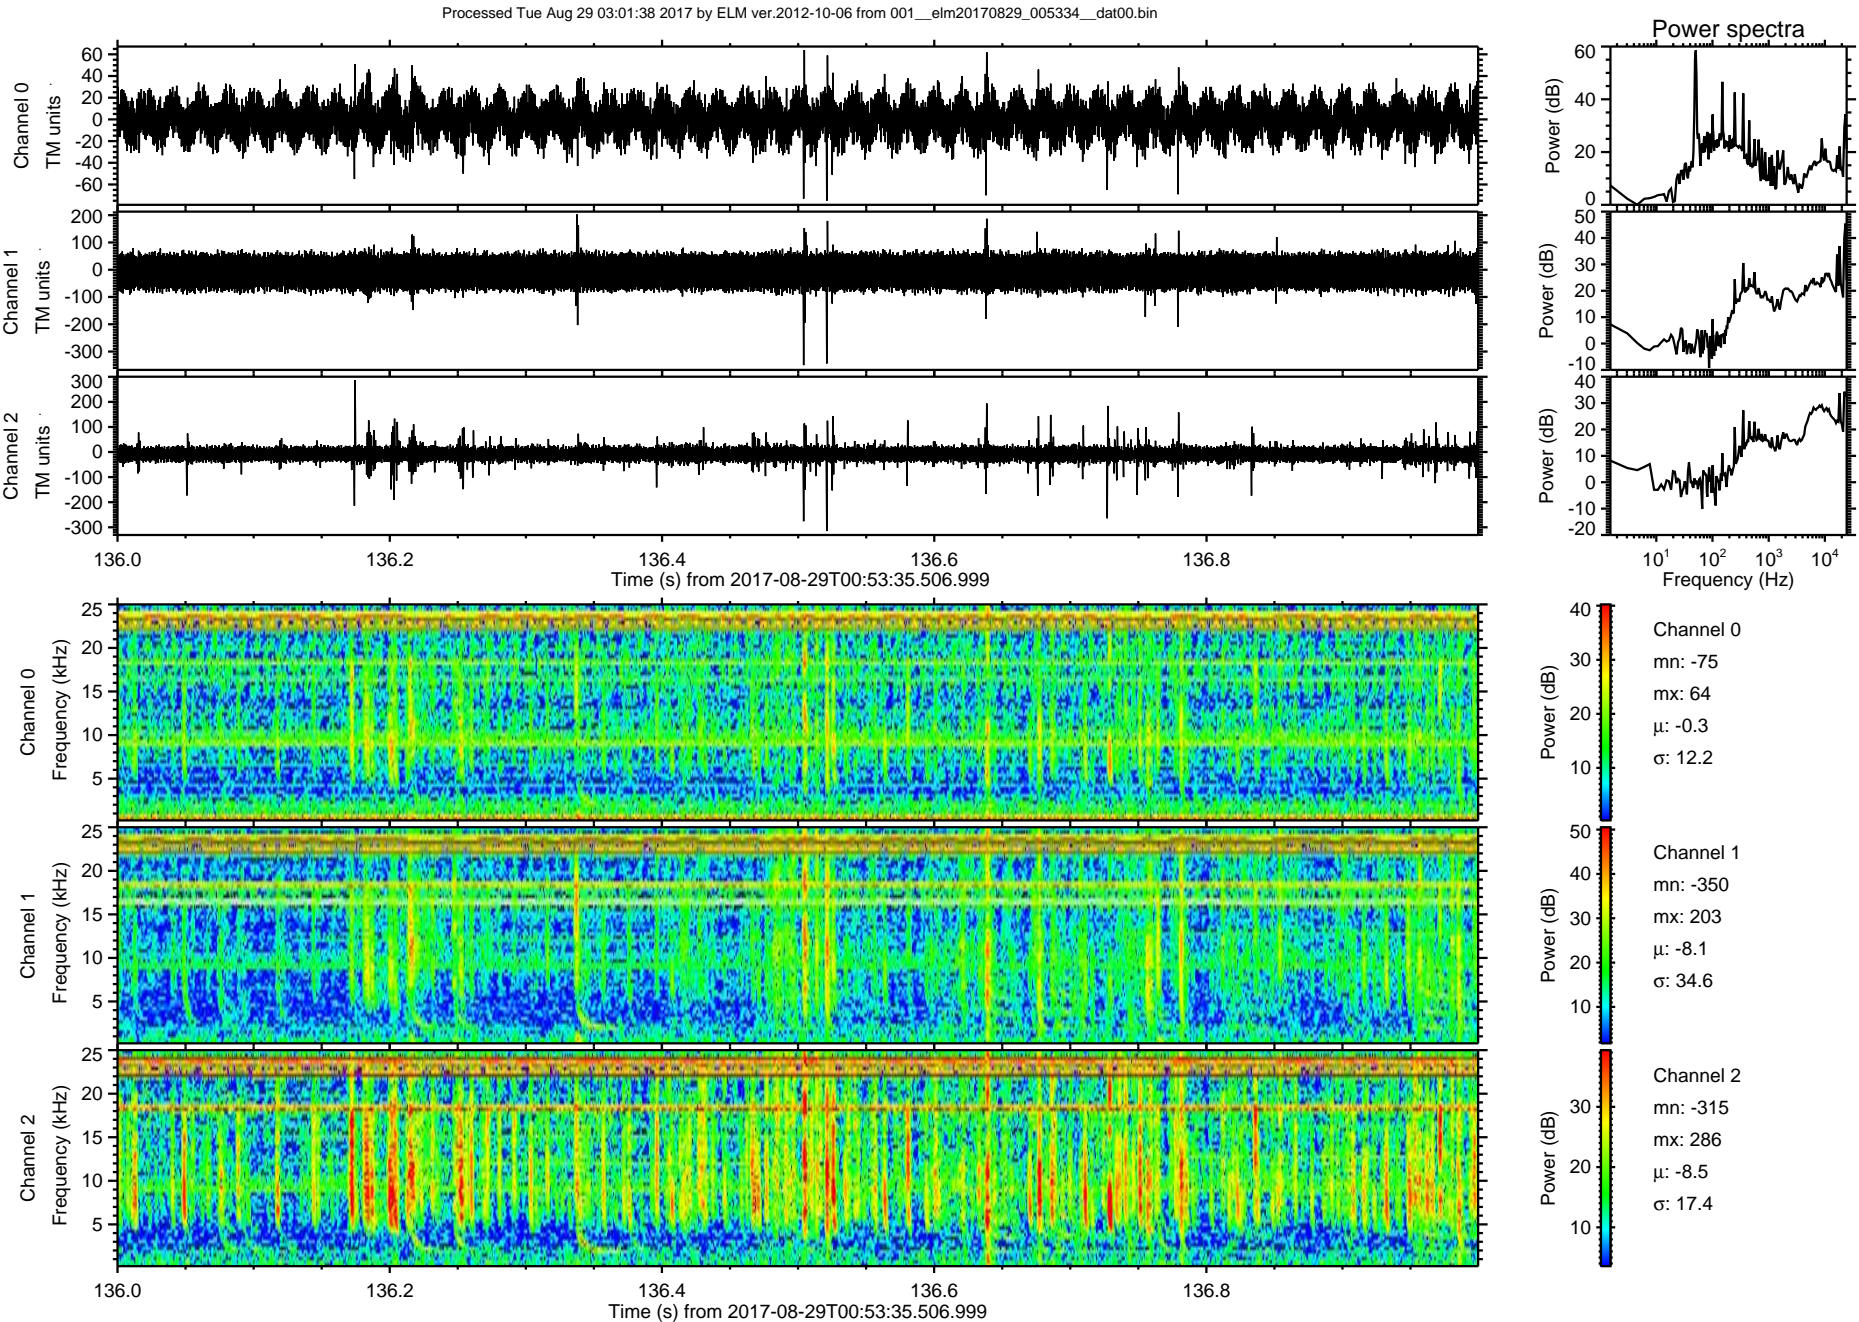 Processed Tue Aug 29 03:01:38 2017 by ELM ver.2012-10-06 from 001__elm20170829_005334__dat00.bin
Power spectra
Channel 0
TM units
60
40
20
0
-20
-40
-60
Power (dB)
60
40
20
0
Channel 1
TM units
200
100
0
-100
-200
-300
Power (dB)
50
40
30
20
10
0
-10
Channel 2
TM units
300
200
100
0
-100
-200
-300
Power (dB)
40
30
20
10
0
-10
-20
136.0 136.2 136.4 136.6 136.8
Time (s) from 2017-08-29T00:53:35.506.999
10^1 10^2 10^3 10^4
Frequency (Hz)
Channel 0
Frequency (kHz)
25
20
15
10
5
Power (dB)
40
30
20
10
Channel 0
mn: -75
mx: 64
μ: -0.3
σ: 12.2
Channel 1
Frequency (kHz)
25
20
15
10
5
Power (dB)
50
40
30
20
10
Channel 1
mn: -350
mx: 203
μ: -8.1
σ: 34.6
Channel 2
Frequency (kHz)
25
20
15
10
5
Power (dB)
30
20
10
Channel 2
mn: -315
mx: 286
μ: -8.5
σ: 17.4
136.0 136.2 136.4 136.6 136.8
Time (s) from 2017-08-29T00:53:35.506.999